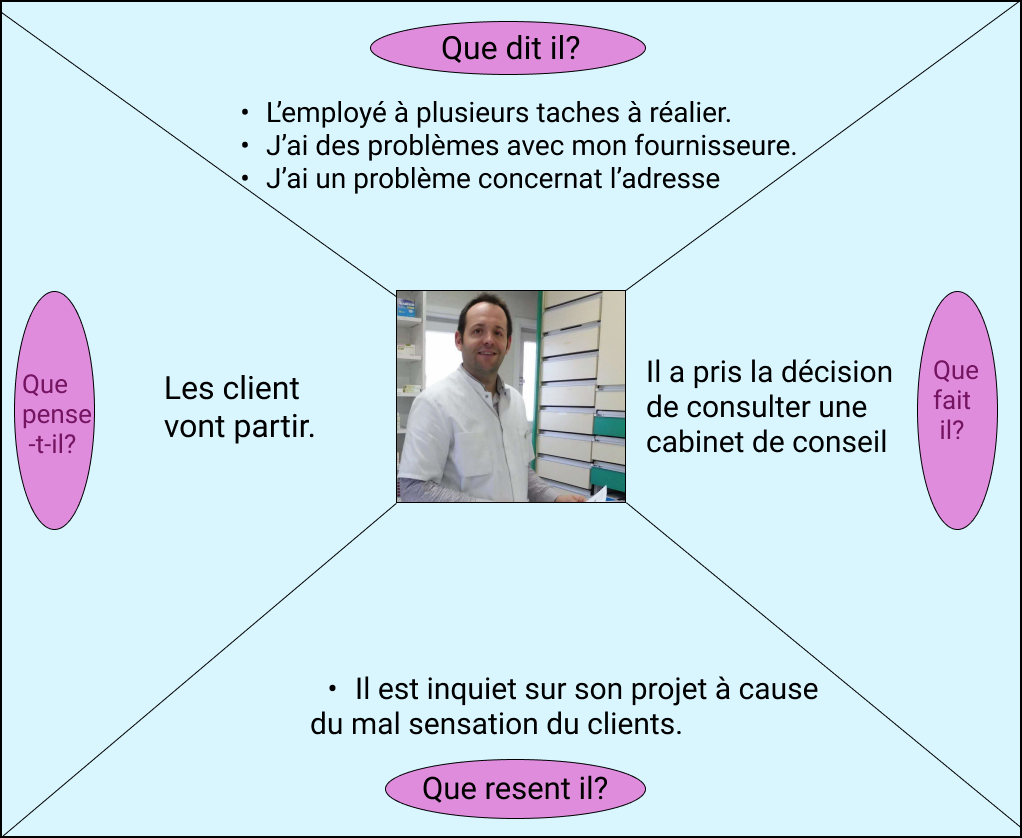 Que dit il?
• L'employé à plusieurs taches à réalier.
• J'ai des problèmes avec mon fournisseure.
• J'ai un problème concernat l'adresse
Que
pense
-t-il?
Les client
vont partir.
Il a pris la décision
de consulter une
cabinet de conseil
Que
fait
il?
• Il est inquiet sur son projet à cause
du mal sensation du clients.
Que resent il?